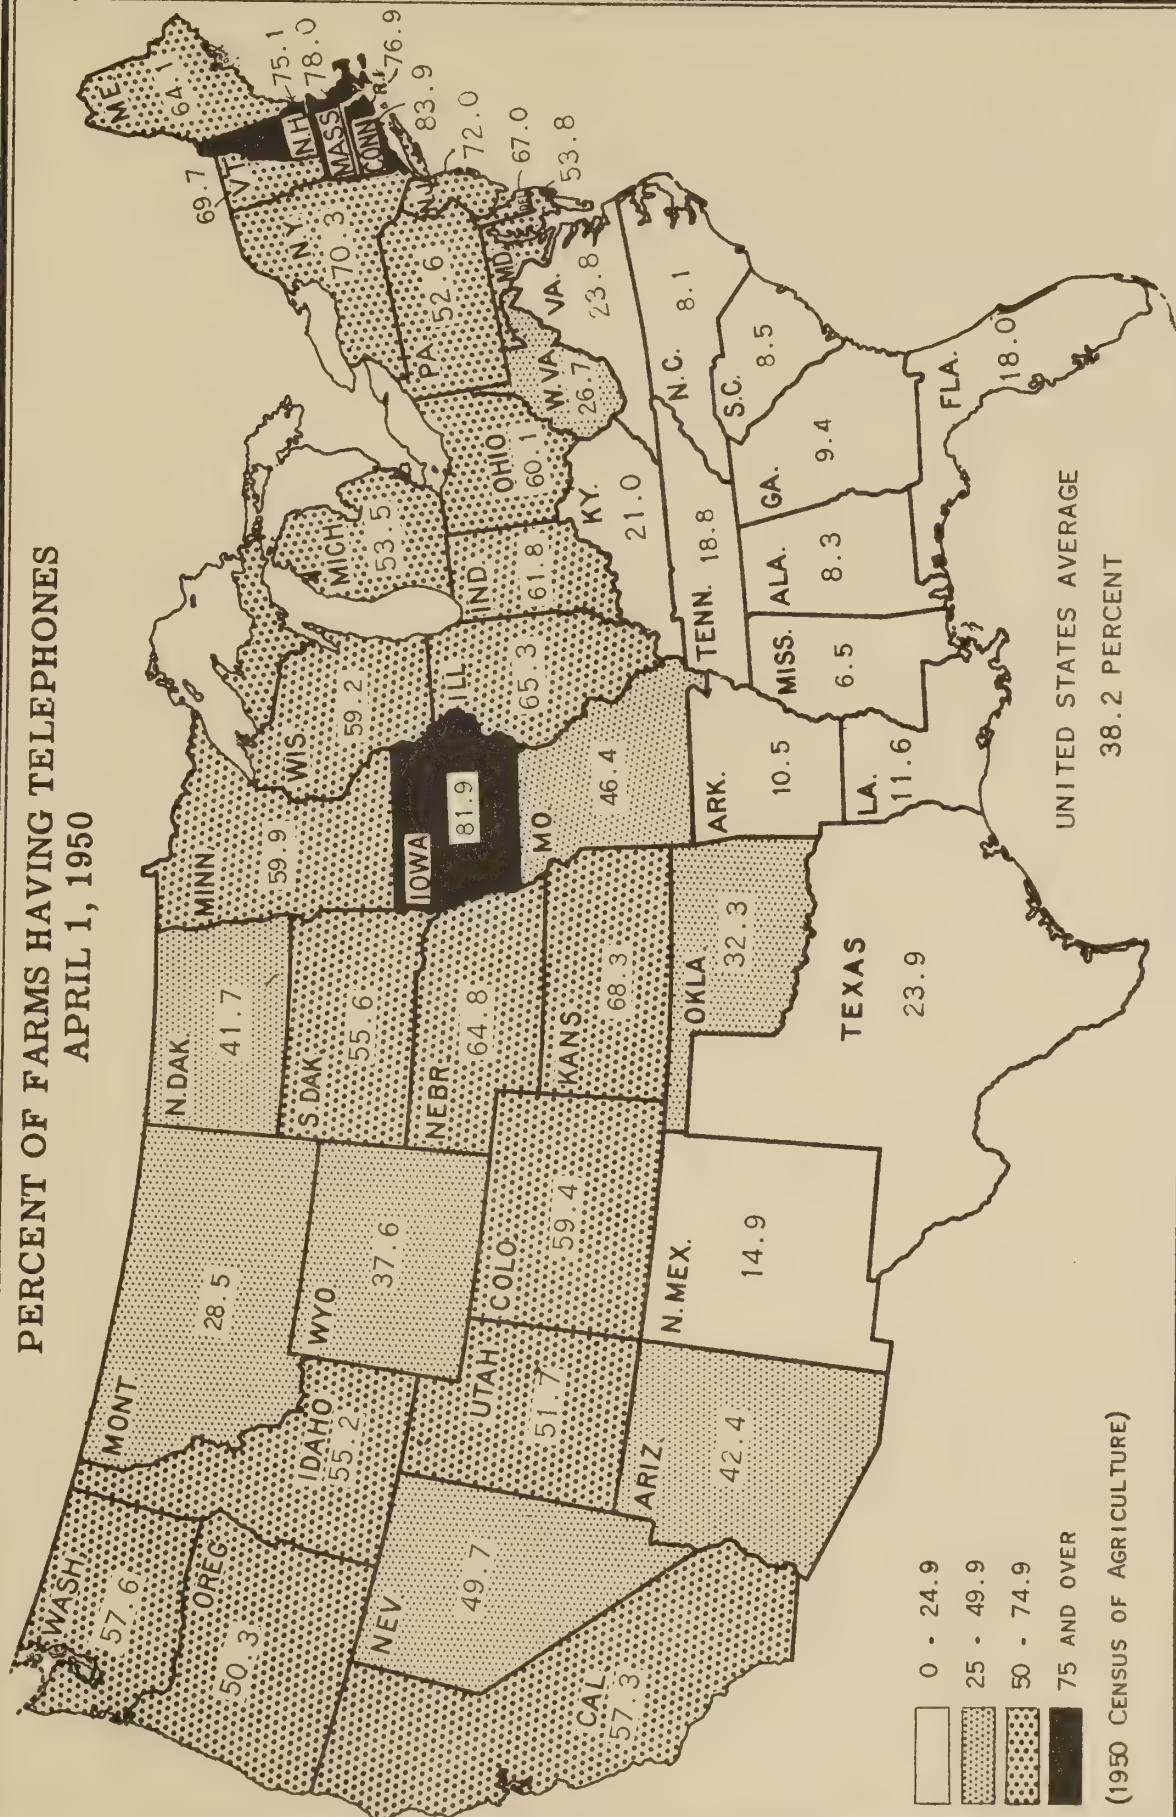 PERCENT OF FARMS HAVING TELEPHONES
APRIL 1, 1950
WASH.
57.6
OREG.
50.3
CAL.
57.3
NEV.
49.7
IDAHO
55.2
MONT.
28.5
WYO.
37.6
UTAH
51.7
COLO.
59.4
ARIZ.
42.4
N. MEX.
14.9
N.DAK.
41.7
S.DAK.
55.6
NEBR.
64.8
KANS.
68.3
OKLA.
32.3
TEXAS
23.9
MINN.
59.9
IOWA
81.9
MO.
46.4
ARK.
10.5
LA.
11.6
WIS.
59.2
ILL.
65.3
MICH.
53.5
IND.
61.8
OHIO
60.1
KY.
21.0
TENN. 18.8
MISS.
6.5
ALA.
8.3
GA.
9.4
FLA.
18.0
S.C.
8.5
N.C. 8.1
VA.
23.8
W.VA.
26.7
PA.
52.6
N.Y.
70.3
ME.
64.1
69.7
VT.
N.H.
75.1
MASS.
78.0
CONN.
83.9
R.I.
76.9
N.J.
72.0
DEL.
67.0
MD.
53.8
UNITED STATES AVERAGE
38.2 PERCENT
0 - 24.9
25 - 49.9
50 - 74.9
75 AND OVER
(1950 CENSUS OF AGRICULTURE)